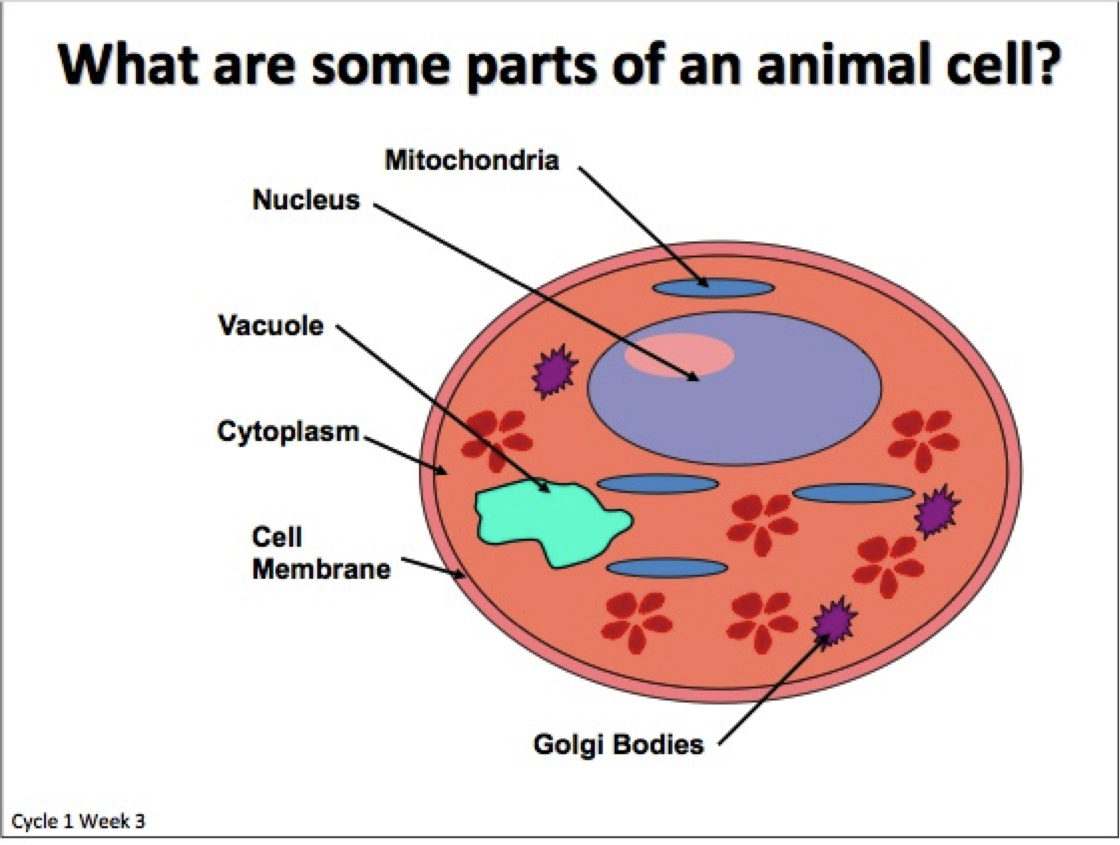 What are some parts of an animal cell?
Mitochondria
Nucleus
Vacuole
Cytoplasm
Cell
Membrane
Golgi Bodies
Cycle 1 Week 3